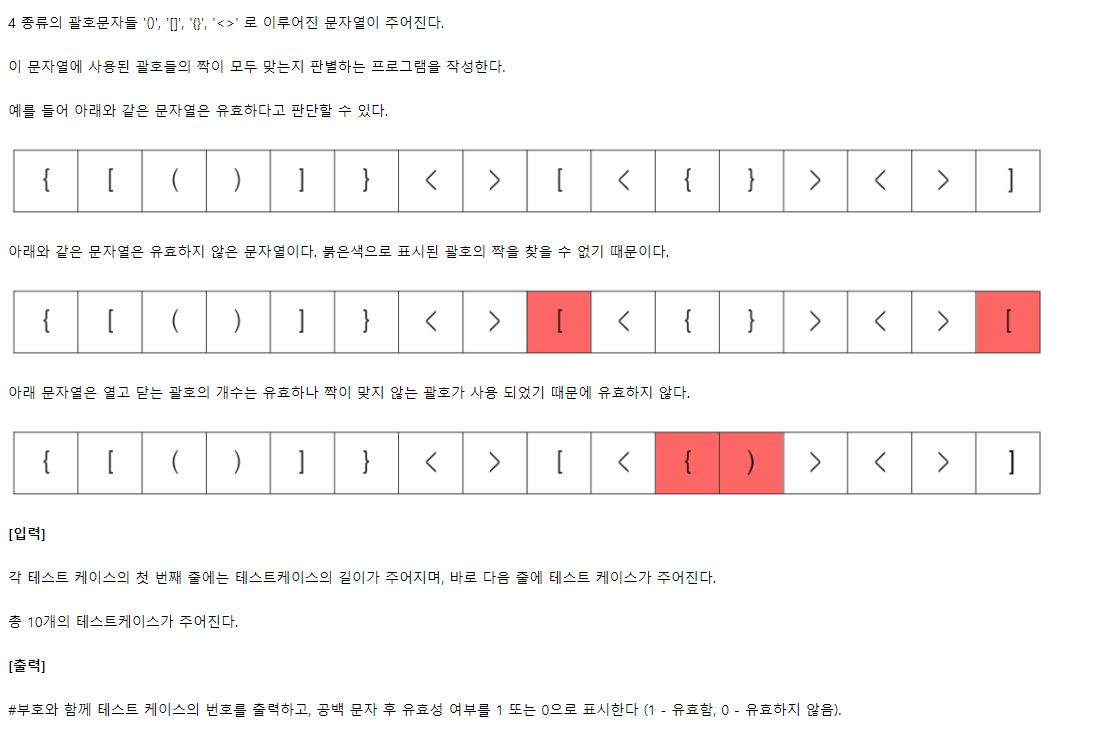 4 종류의 괄호문자들 '()', '[]', '{}', '<>' 로 이루어진 문자열이 주어진다.
이 문자열에 사용된 괄호들의 짝이 모두 맞는지 판별하는 프로그램을 작성한다.
예를 들어 아래와 같은 문자열은 유효하다고 판단할 수 있다.
{ [ ( ) ] } < > [ < { } > < > ]
아래와 같은 문자열은 유효하지 않은 문자열이다. 붉은색으로 표시된 괄호의 짝을 찾을 수 없기 때문이다.
{ [ ( ) ] } < > [ < { } > < > [
아래 문자열은 열고 닫는 괄호의 개수는 유효하나 짝이 맞지 않는 괄호가 사용 되었기 때문에 유효하지 않다.
{ [ ( ) ] } < > [ < { ) > < > ]
[입력]
각 테스트 케이스의 첫 번째 줄에는 테스트케이스의 길이가 주어지며, 바로 다음 줄에 테스트 케이스가 주어진다.
총 10개의 테스트케이스가 주어진다.
[출력]
#부호와 함께 테스트 케이스의 번호를 출력하고, 공백 문자 후 유효성 여부를 1 또는 0으로 표시한다 (1 - 유효함, 0 - 유효하지 않음).